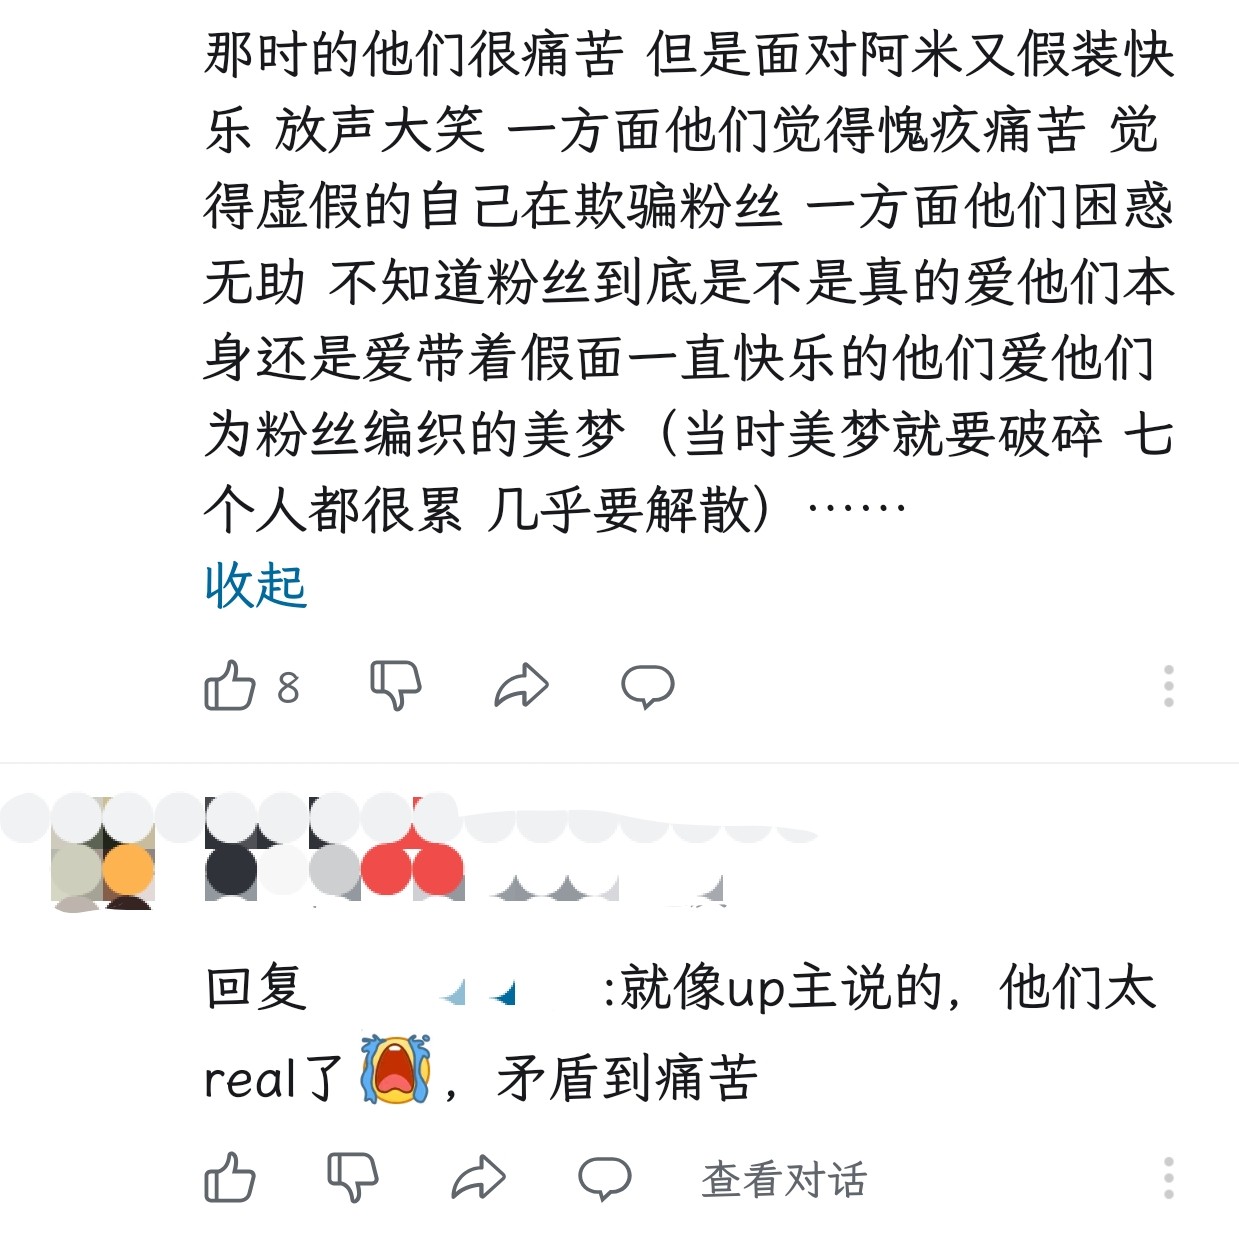 那时的他们很痛苦 但是面对阿米又假装快
乐 放声大笑 一方面他们觉得愧疚痛苦 觉
得虚假的自己在欺骗粉丝 一方面他们困惑
无助 不知道粉丝到底是不是真的爱他们本
身还是爱带着假面一直快乐的他们爱他们
为粉丝编织的美梦（当时美梦就要破碎 七
个人都很累 几乎要解散）……
收起
8
回复 :就像up主说的，他们太
real了，矛盾到痛苦
查看对话